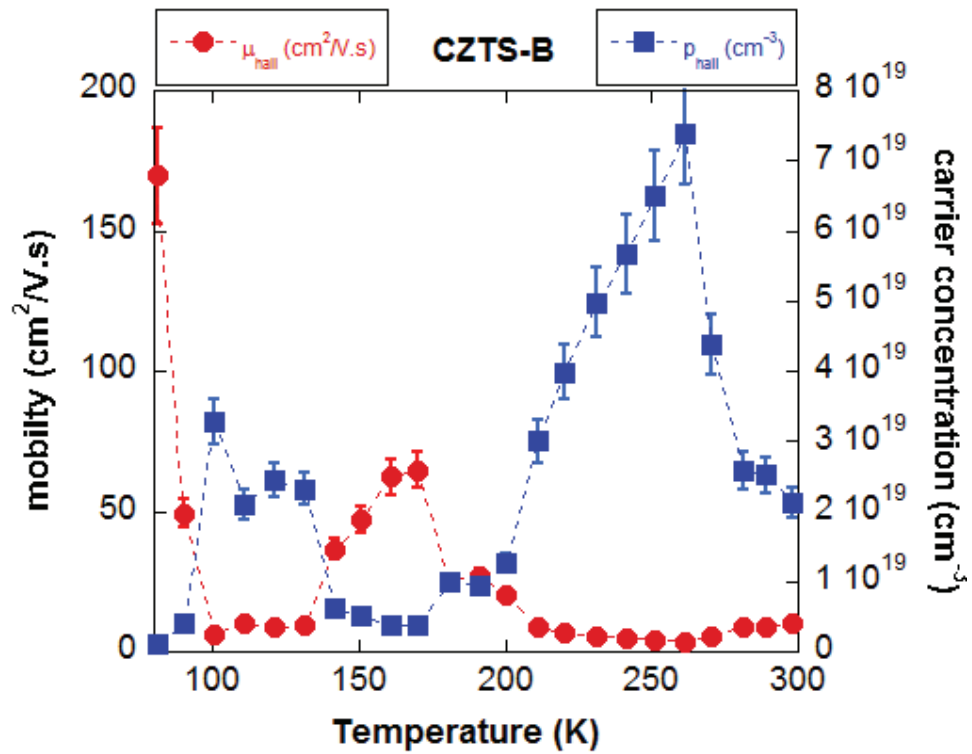 μhall (cm²/V.s)
CZTS-B
phall (cm⁻³)
200
150
100
50
0
8 10¹⁹
7 10¹⁹
6 10¹⁹
5 10¹⁹
4 10¹⁹
3 10¹⁹
2 10¹⁹
1 10¹⁹
0
mobilty (cm²/V.s)
carrier concentration (cm⁻³)
100 150 200 250 300
Temperature (K)